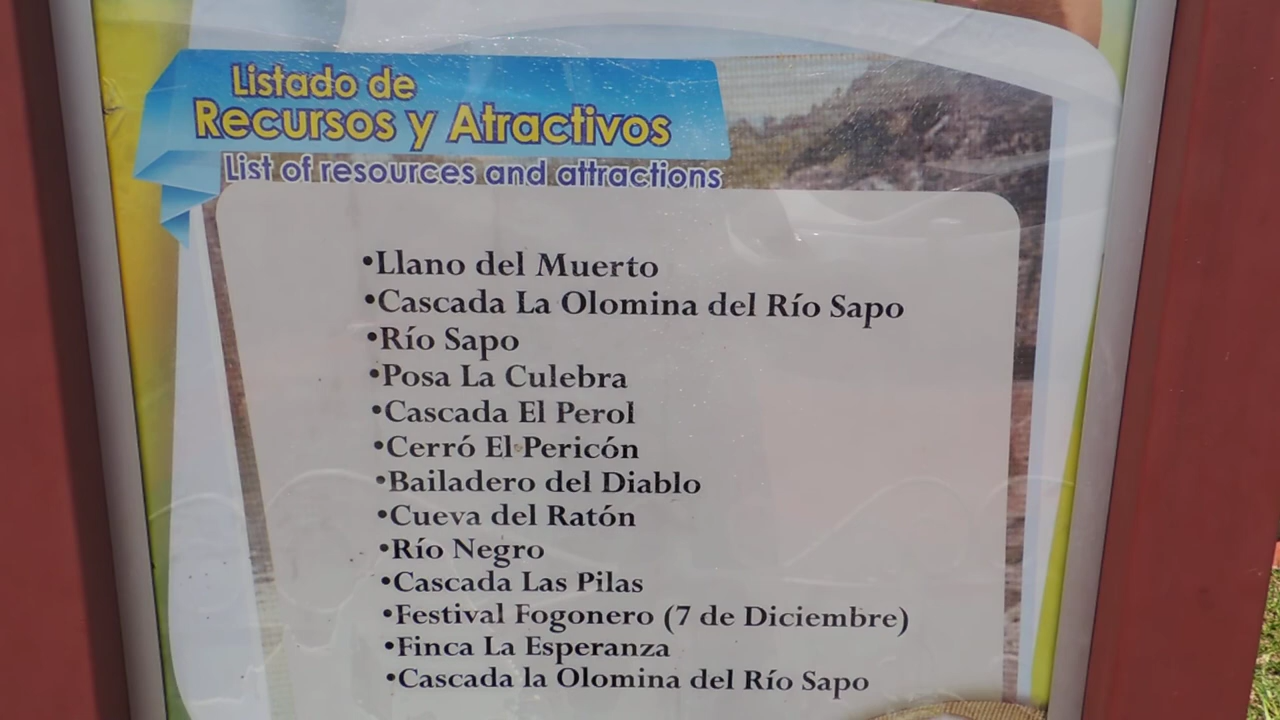 Listado de
Recursos y Atractivos
List of resources and attractions
•Llano del Muerto
•Cascada La Olomina del Río Sapo
•Río Sapo
•Posa La Culebra
•Cascada El Perol
•Cerró El Pericón
•Bailadero del Diablo
•Cueva del Ratón
•Río Negro
•Cascada Las Pilas
•Festival Fogonero (7 de Diciembre)
•Finca La Esperanza
•Cascada la Olomina del Río Sapo